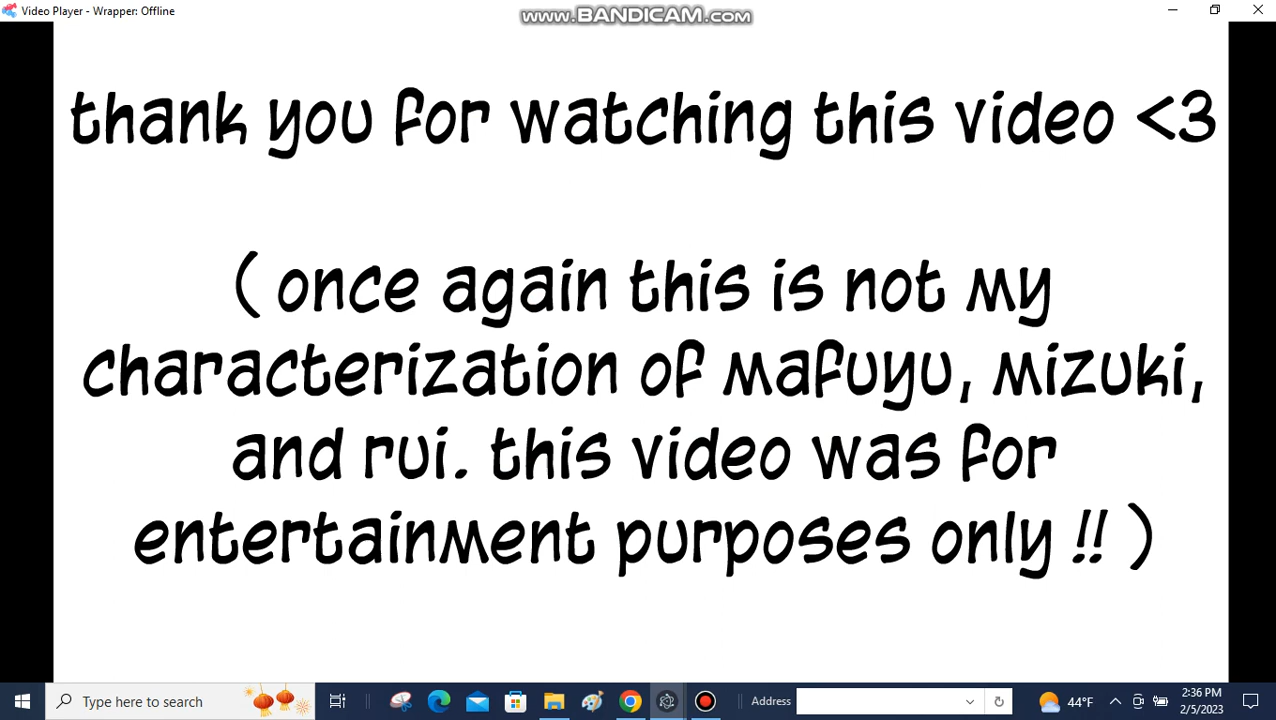 Video Player - Wrapper: Offline
www.BANDICAM.com
thank you for watching this video <3
( once again this is not my
characterization of mafuyu, mizuki,
and rui. this video was for
entertainment purposes only !! )
Type here to search
Address
44°F
2:36 PM
2/5/2023